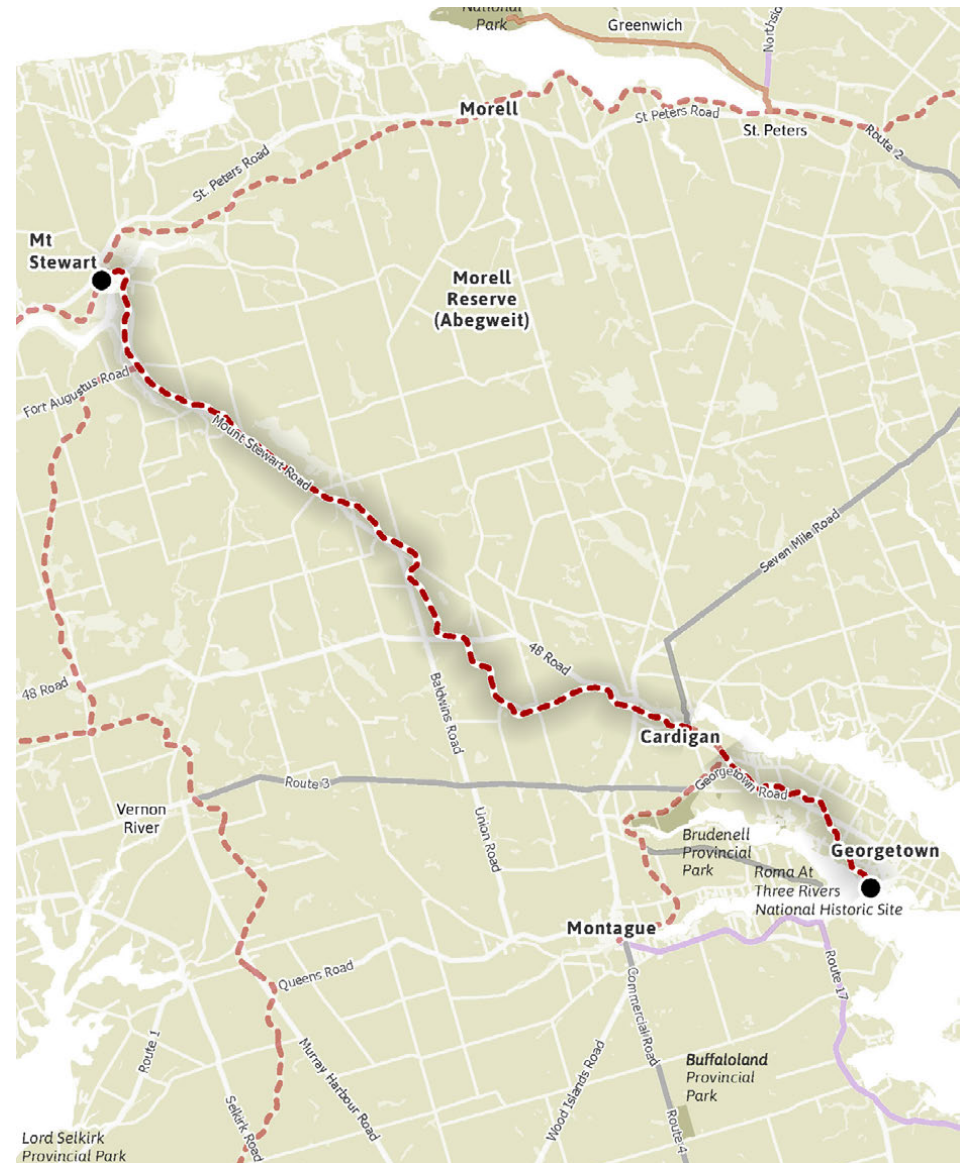 National
Park
Greenwich
Northsid
Morell
St Peters Road
St. Peters
Route 2
St. Peters Road
Mt
Stewart
Morell
Reserve
(Abegweit)
Fort Augustus Road
Mount Stewart Road
Seven Mile Road
48 Road
48 Road
Baldwins Road
Cardigan
Georgetown Road
Route 3
Vernon
River
Union Road
Brudenell
Provincial
Park
Georgetown
Roma At
Three Rivers
National Historic Site
Montague
Queens Road
Route 17
Commercial Road
Route 1
Murray Harbour Road
Wood Islands Road
Buffaloland
Provincial
Park
Selkirk Road
Route 4
Lord Selkirk
Provincial Park